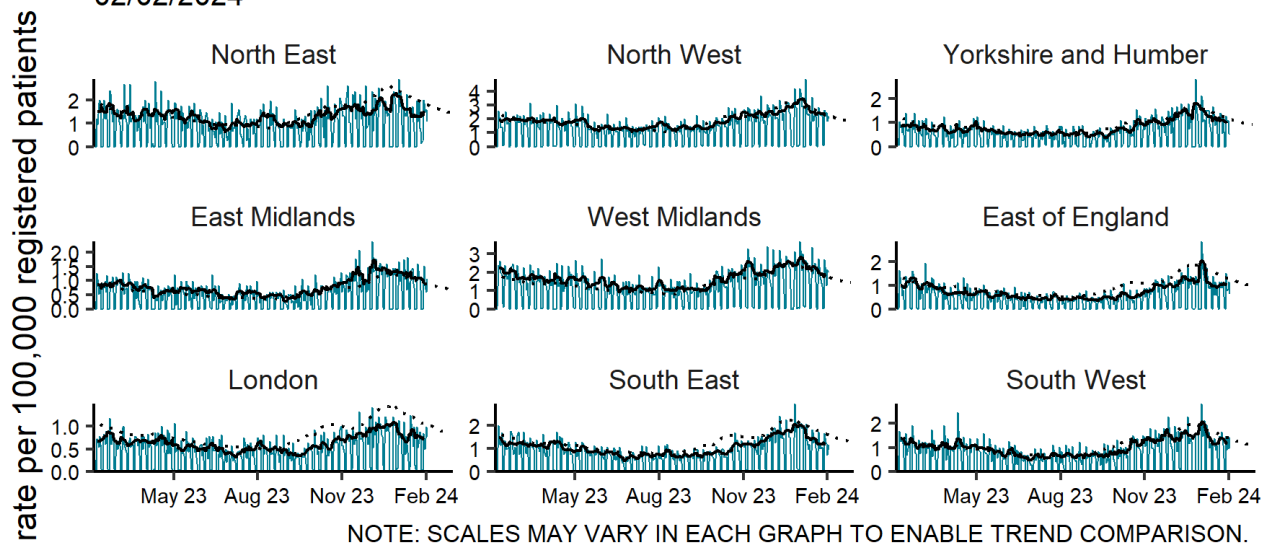 02/02/2024
rate per 100,000 registered patients
North East North West Yorkshire and Humber
2 1 0
4 3 2 1 0
2 1 0
East Midlands West Midlands East of England
2.0 1.5 1.0 0.5 0.0
3 2 1 0
2 1 0
London South East South West
1.0 0.5 0.0
2 1 0
2 1 0
May 23 Aug 23 Nov 23 Feb 24 May 23 Aug 23 Nov 23 Feb 24 May 23 Aug 23 Nov 23 Feb 24
NOTE: SCALES MAY VARY IN EACH GRAPH TO ENABLE TREND COMPARISON.